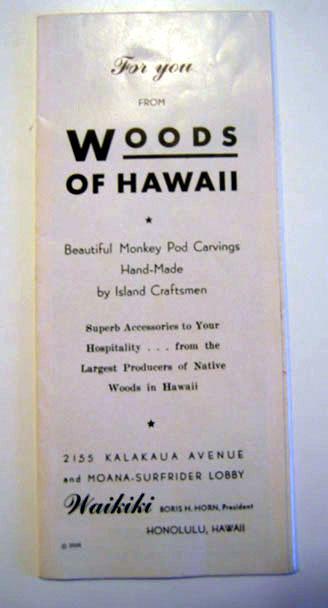 For you
FROM
WOODS
OF HAWAII
★
Beautiful Monkey Pod Carvings
Hand-Made
by Island Craftsmen
Superb Accessories to Your
Hospitality . . . from the
Largest Producers of Native
Woods in Hawaii
★
2155 KALAKAUA AVENUE
and MOANA-SURFRIDER LOBBY
Waikiki BORIS H. HORN, President
HONOLULU, HAWAII
©